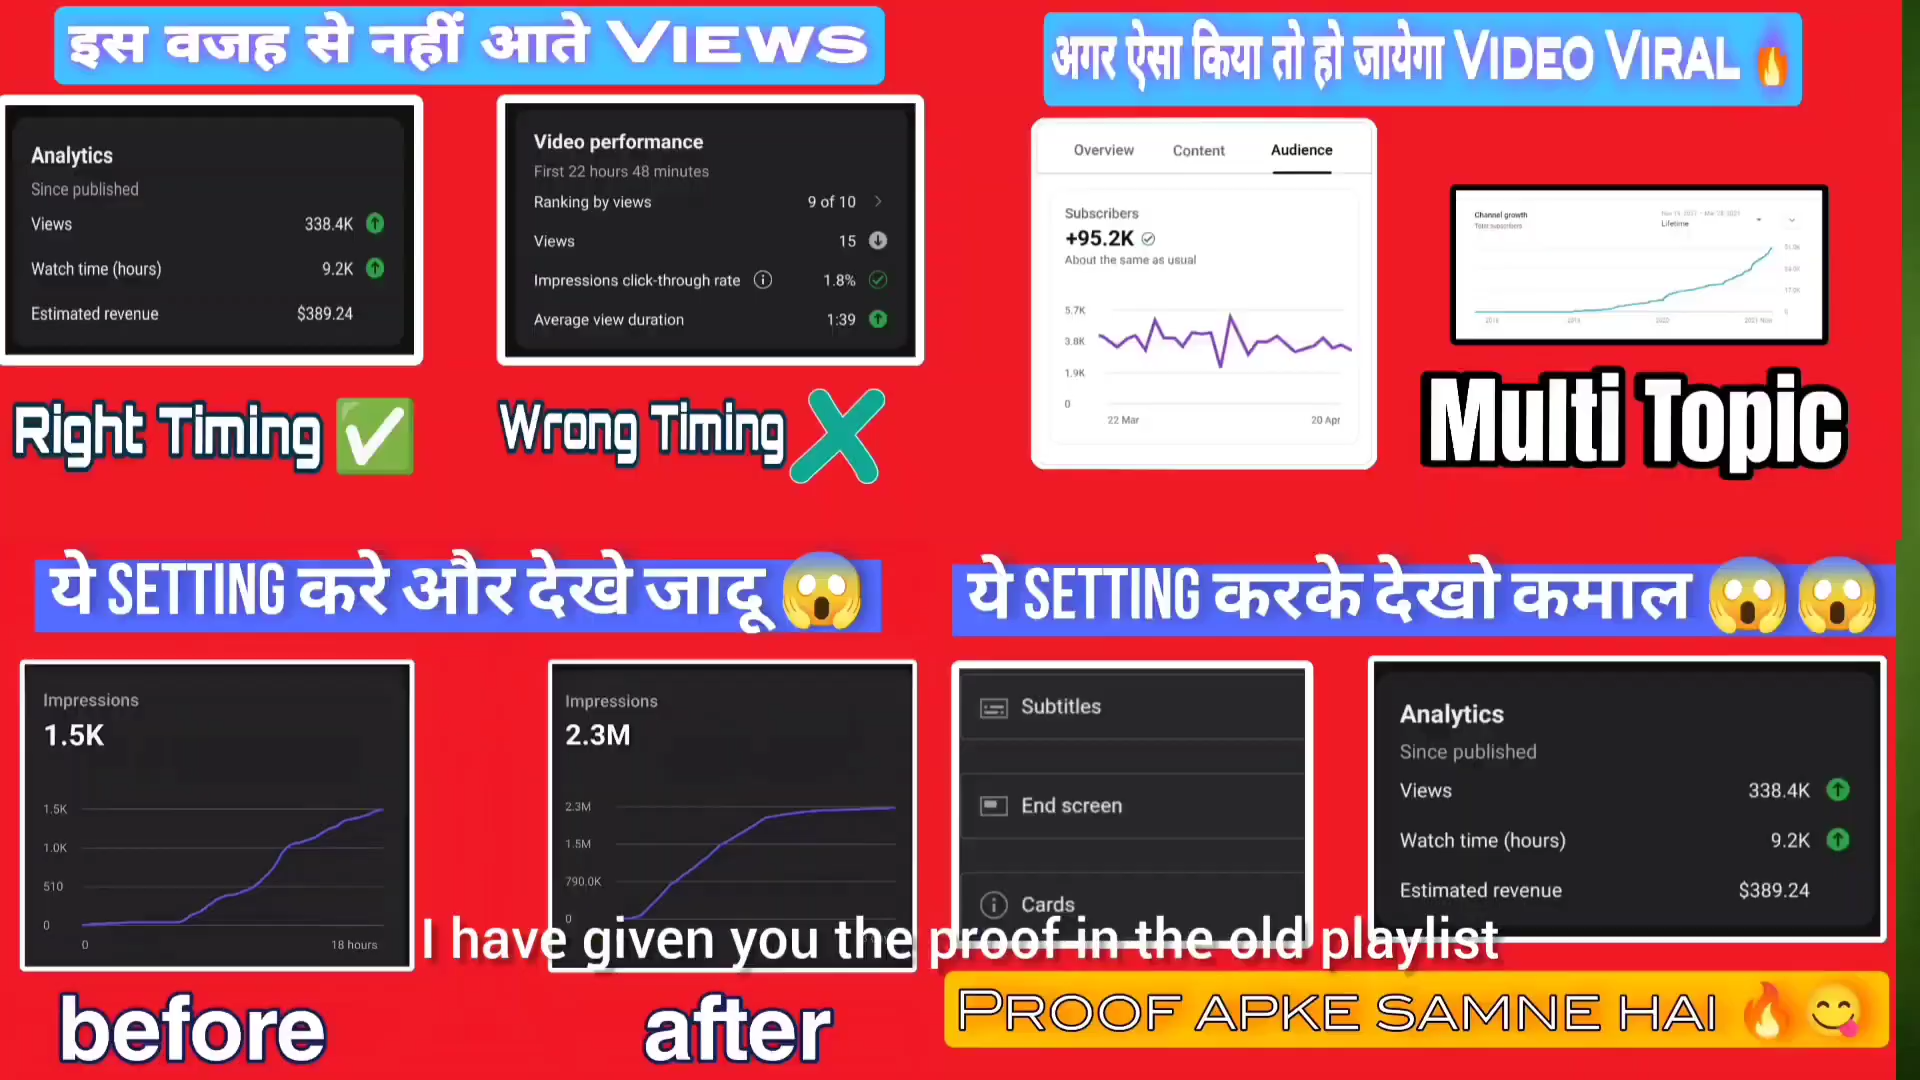 इस वजह से नहीं आते VIEWS
Analytics
Since published
Views 338.4K
Watch time (hours) 9.2K
Estimated revenue $389.24
Right Timing
Video performance
First 22 hours 48 minutes
Ranking by views 9 of 10
Views 15
Impressions click-through rate 1.8%
Average view duration 1:39
Wrong Timing
अगर ऐसा किया तो हो जायेगा VIDEO VIRAL
Overview Content Audience
Subscribers
+95.2K
About the same as usual
5.7K
3.8K
1.9K
0
22 Mar 20 Apr
Channel growth
Total subscribers
Lifetime
Multi Topic
ये SETTING करे और देखे जादू
Impressions
1.5K
1.5K
1.0K
510
0
0 18 hours
before
Impressions
2.3M
2.3M
1.5M
790.0K
0
after
ये SETTING करके देखो कमाल
Subtitles
End screen
Cards
Analytics
Since published
Views 338.4K
Watch time (hours) 9.2K
Estimated revenue $389.24
I have given you the proof in the old playlist
PROOF APKE SAMNE HAI